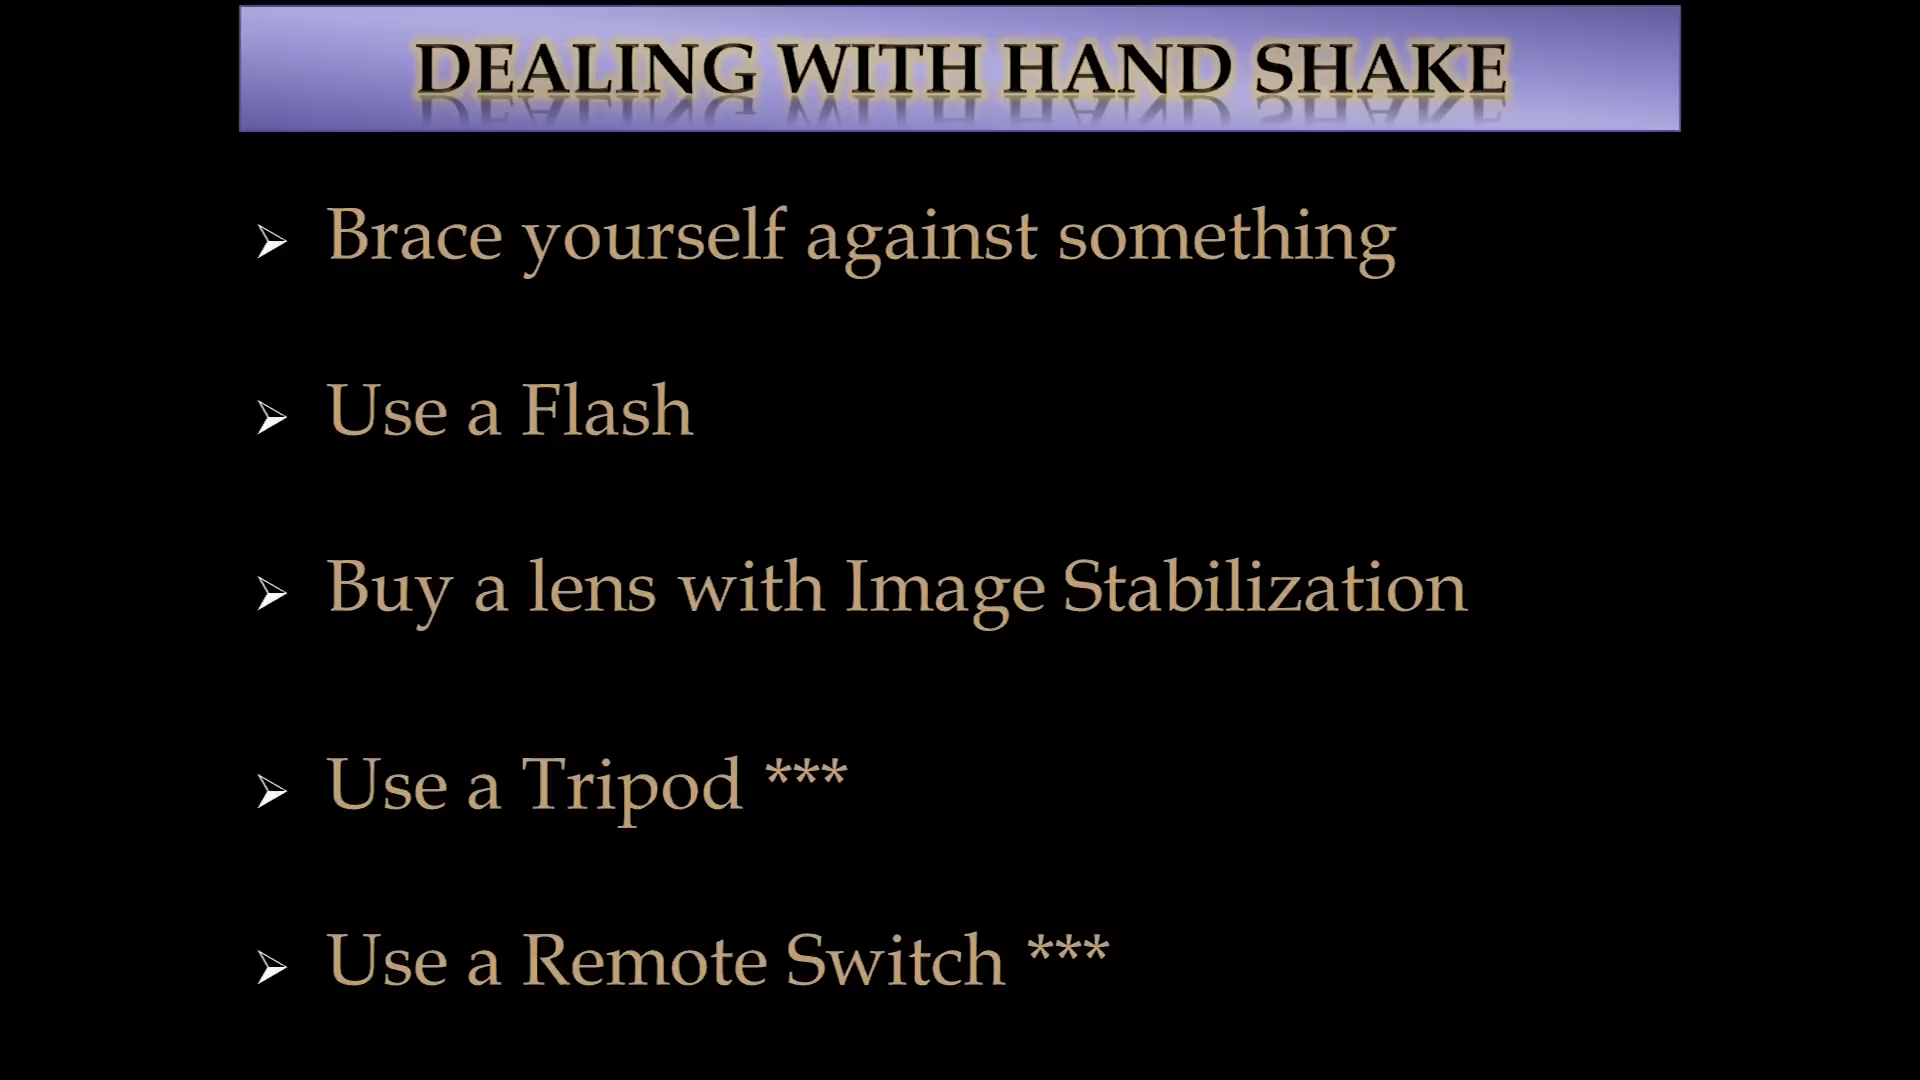 DEALING WITH HAND SHAKE
Brace yourself against something
Use a Flash
Buy a lens with Image Stabilization
Use a Tripod ***
Use a Remote Switch ***